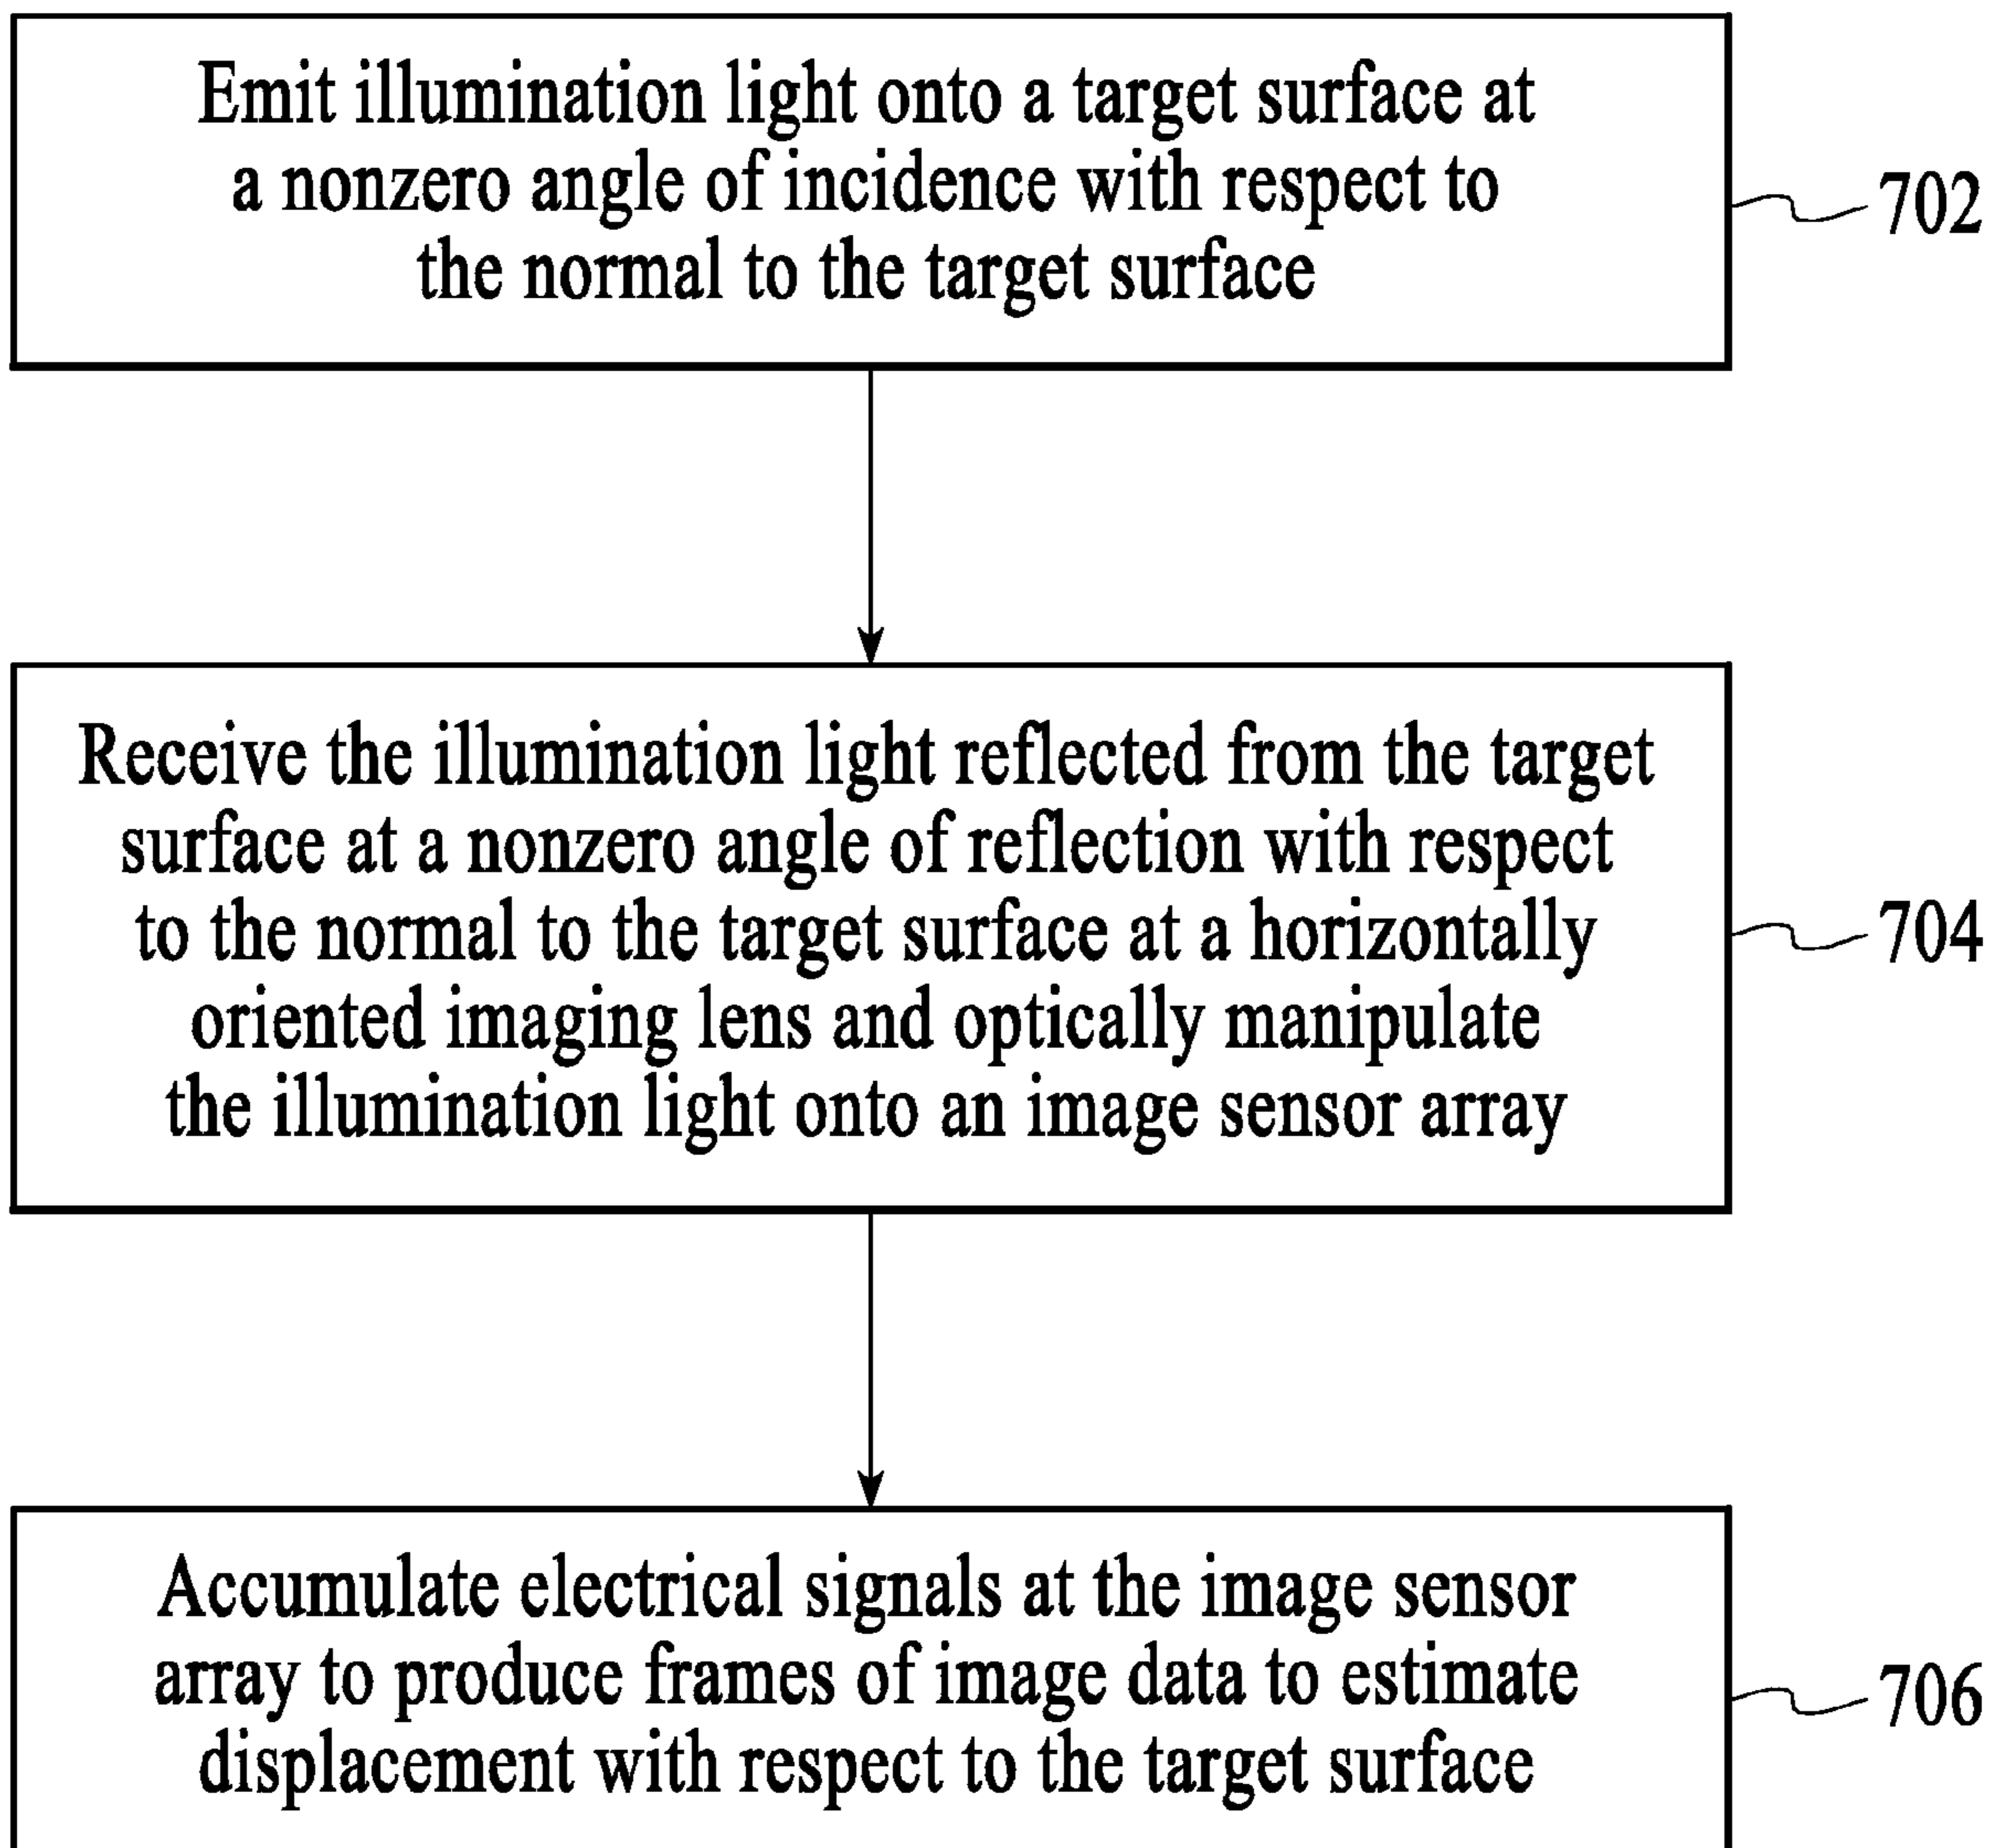 Emit illumination light onto a target surface at
a nonzero angle of incidence with respect to
the normal to the target surface
702
Receive the illumination light reflected from the target
surface at a nonzero angle of reflection with respect
to the normal to the target surface at a horizontally
oriented imaging lens and optically manipulate
the illumination light onto an image sensor array
704
Accumulate electrical signals at the image sensor
array to produce frames of image data to estimate
displacement with respect to the target surface
706